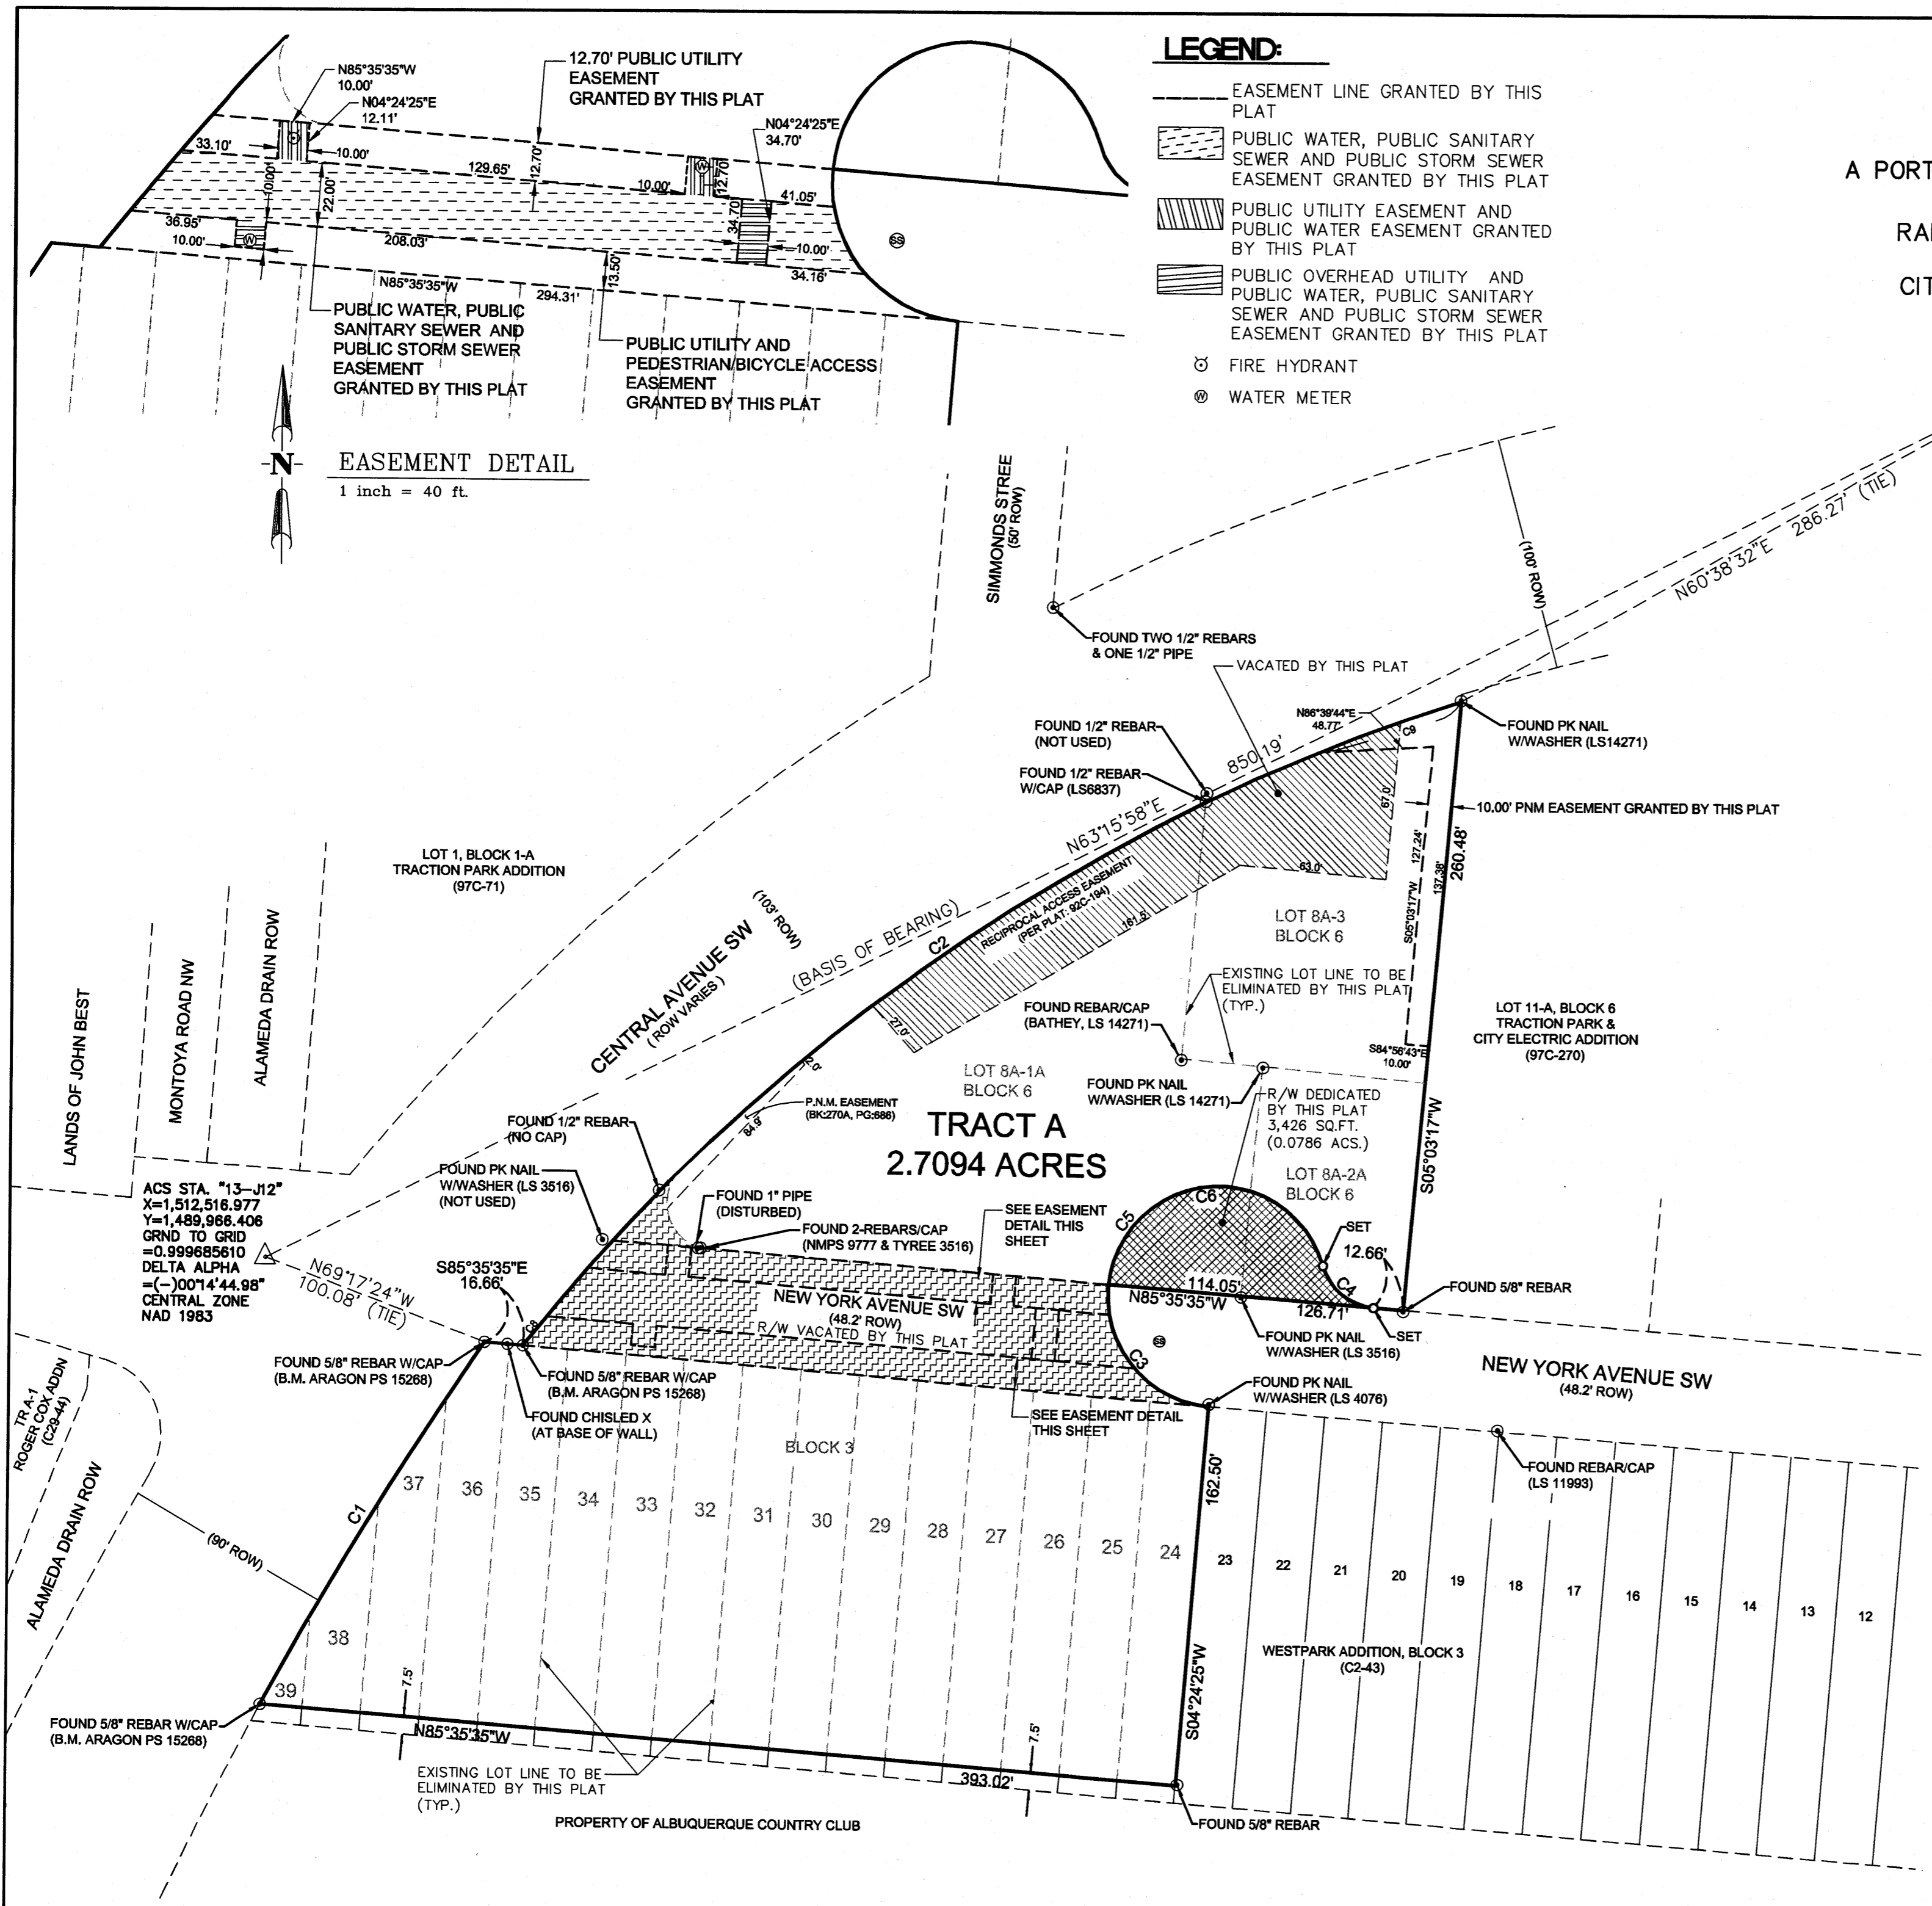 N85°35'35"W
10.00'
N04°24'25"E
12.11'
12.70' PUBLIC UTILITY
EASEMENT
GRANTED BY THIS PLAT
N04°24'25"E
34.70'
33.10'
10.00'
129.65'
12.70'
10.00'
12.70'
41.05'
10.00'
22.00'
34.70'
36.95'
10.00'
W
W
208.03'
10.00'
13.50'
34.16'
SS
N85°35'35"W
294.31'
PUBLIC WATER, PUBLIC
SANITARY SEWER AND
PUBLIC STORM SEWER
EASEMENT
GRANTED BY THIS PLAT
PUBLIC UTILITY AND
PEDESTRIAN/BICYCLE ACCESS
EASEMENT
GRANTED BY THIS PLAT
-N-
EASEMENT DETAIL
1 inch = 40 ft.
LEGEND:
EASEMENT LINE GRANTED BY THIS
PLAT
PUBLIC WATER, PUBLIC SANITARY
SEWER AND PUBLIC STORM SEWER
EASEMENT GRANTED BY THIS PLAT
PUBLIC UTILITY EASEMENT AND
PUBLIC WATER EASEMENT GRANTED
BY THIS PLAT
PUBLIC OVERHEAD UTILITY AND
PUBLIC WATER, PUBLIC SANITARY
SEWER AND PUBLIC STORM SEWER
EASEMENT GRANTED BY THIS PLAT
FIRE HYDRANT
W WATER METER
A PORT
RA
CIT
SIMMONDS STREE
(50' ROW)
(100' ROW)
N60°38'32"E 286.27' (TIE)
FOUND TWO 1/2" REBARS
& ONE 1/2" PIPE
VACATED BY THIS PLAT
N86°39'44"E
48.77'
C9
FOUND PK NAIL
W/WASHER (LS14271)
FOUND 1/2" REBAR
(NOT USED)
FOUND 1/2" REBAR
W/CAP (LS6837)
850.19'
N63°15'58"E
(BASIS OF BEARING)
67.0'
63.0'
10.00' PNM EASEMENT GRANTED BY THIS PLAT
S05°03'17"W 127.24'
137.38'
260.48'
S05°03'17"W
LOT 1, BLOCK 1-A
TRACTION PARK ADDITION
(97C-71)
CENTRAL AVENUE SW
(ROW VARIES)
(103' ROW)
C2
RECIPROCAL ACCESS EASEMENT
(PER PLAT: 92C-194)
161.5'
27.0'
LOT 8A-3
BLOCK 6
EXISTING LOT LINE TO BE
ELIMINATED BY THIS PLAT
(TYP.)
FOUND REBAR/CAP
(BATHEY, LS 14271)
S84°56'43"E
10.00'
LOT 11-A, BLOCK 6
TRACTION PARK &
CITY ELECTRIC ADDITION
(97C-270)
LANDS OF JOHN BEST
MONTOYA ROAD NW
ALAMEDA DRAIN ROW
2.0'
84.9'
P.N.M. EASEMENT
(BK:270A, PG:686)
LOT 8A-1A
BLOCK 6
FOUND PK NAIL
W/WASHER (LS 14271)
TRACT A
2.7094 ACRES
R/W DEDICATED
BY THIS PLAT
3,426 SQ.FT.
(0.0786 ACS.)
LOT 8A-2A
BLOCK 6
FOUND 1/2" REBAR
(NO CAP)
FOUND PK NAIL
W/WASHER (LS 3516)
(NOT USED)
FOUND 1" PIPE
(DISTURBED)
FOUND 2-REBARS/CAP
(NMPS 9777 & TYREE 3516)
SEE EASEMENT
DETAIL THIS
SHEET
C5
C6
SET
12.66'
C4
FOUND 5/8" REBAR
ACS STA. "13-J12"
X=1,512,516.977
Y=1,489,966.406
GRND TO GRID
=0.999685610
DELTA ALPHA
=(-)00°14'44.98"
CENTRAL ZONE
NAD 1983
N69°17'24"W
100.08' (TIE)
S85°35'35"E
16.66'
C8
NEW YORK AVENUE SW
(48.2' ROW)
R/W VACATED BY THIS PLAT
114.05'
N85°35'35"W
126.71'
SET
SS
C3
FOUND PK NAIL
W/WASHER (LS 3516)
NEW YORK AVENUE SW
(48.2' ROW)
FOUND 5/8" REBAR W/CAP
(B.M. ARAGON PS 15268)
FOUND 5/8" REBAR W/CAP
(B.M. ARAGON PS 15268)
FOUND CHISLED X
(AT BASE OF WALL)
FOUND PK NAIL
W/WASHER (LS 4076)
SEE EASEMENT DETAIL
THIS SHEET
TR A-1
ROGER COX ADDN
(C29-44)
ALAMEDA DRAIN ROW
(90' ROW)
C1
BLOCK 3
162.50'
S04°24'25"W
FOUND REBAR/CAP
(LS 11993)
39
38
37
36
35
34
33
32
31
30
29
28
27
26
25
24
23
22
21
20
19
18
17
16
15
14
13
12
WESTPARK ADDITION, BLOCK 3
(C2-43)
FOUND 5/8" REBAR W/CAP
(B.M. ARAGON PS 15268)
7.5'
N85°35'35"W
7.5'
393.02'
EXISTING LOT LINE TO BE
ELIMINATED BY THIS PLAT
(TYP.)
PROPERTY OF ALBUQUERQUE COUNTRY CLUB
FOUND 5/8" REBAR